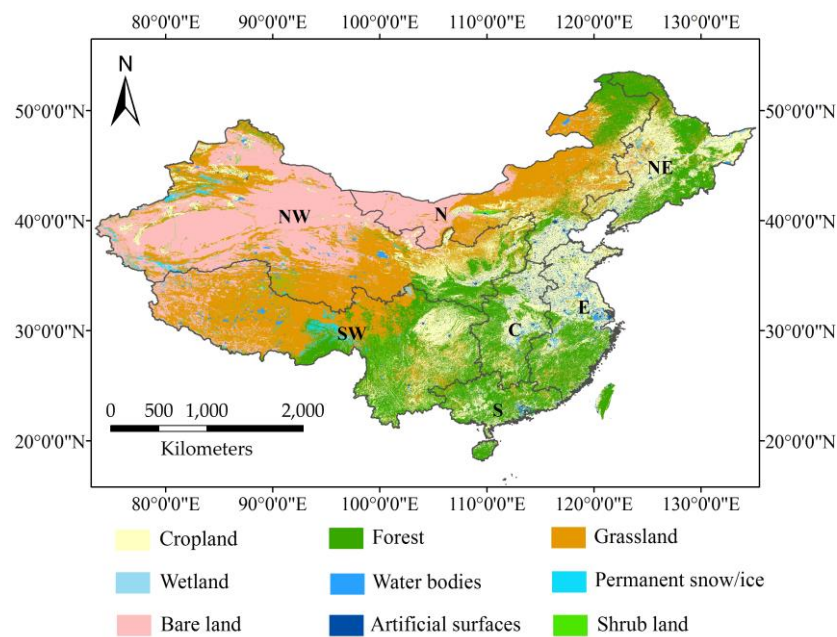 80°0'0"E 90°0'0"E 100°0'0"E 110°0'0"E 120°0'0"E 130°0'0"E
N
50°0'0"N 50°0'0"N
NE
40°0'0"N NW N 40°0'0"N
30°0'0"N SW C E 30°0'0"N
S
0 500 1,000 2,000
Kilometers
20°0'0"N 20°0'0"N
80°0'0"E 90°0'0"E 100°0'0"E 110°0'0"E 120°0'0"E 130°0'0"E
Cropland Forest Grassland
Wetland Water bodies Permanent snow/ice
Bare land Artificial surfaces Shrub land